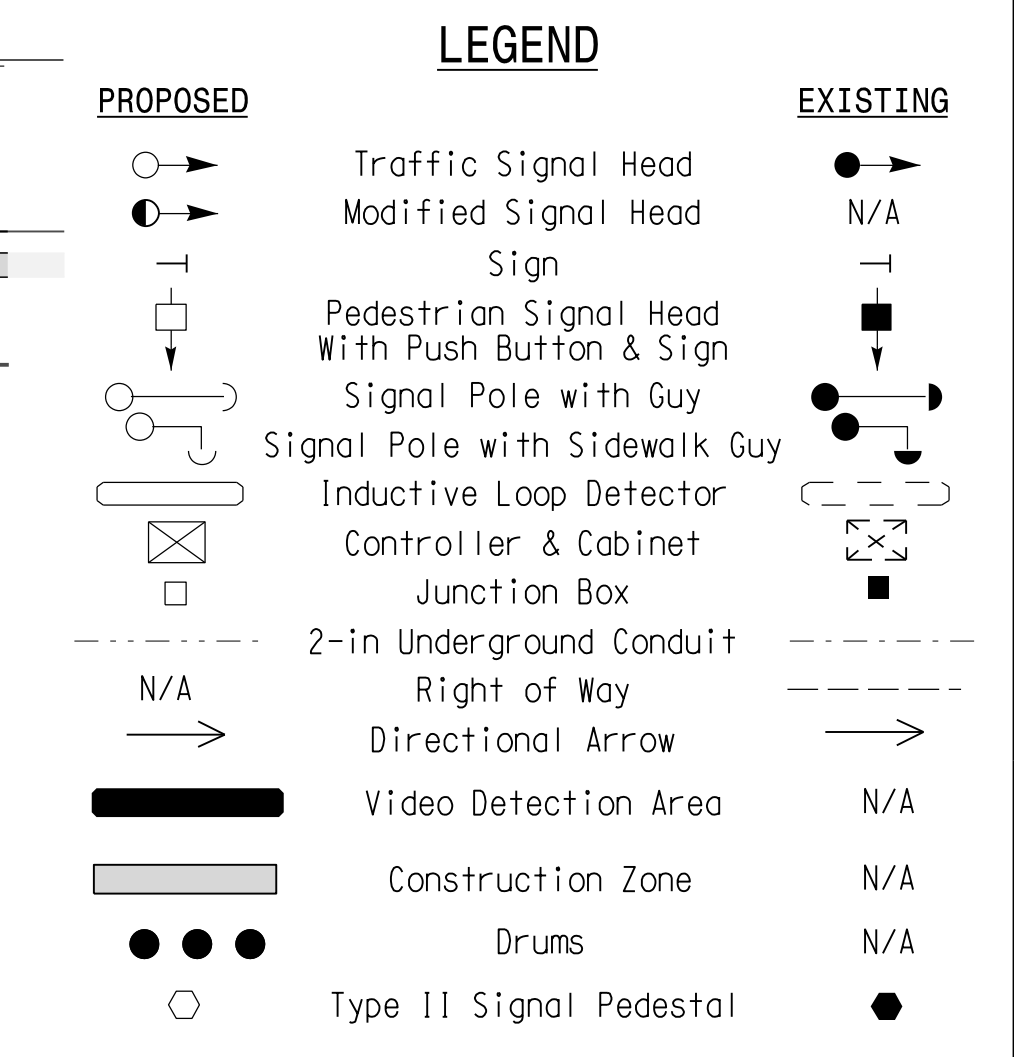 LEGEND
PROPOSED EXISTING
Traffic Signal Head
Modified Signal Head N/A
Sign
Pedestrian Signal Head
With Push Button & Sign
Signal Pole with Guy
Signal Pole with Sidewalk Guy
Inductive Loop Detector
Controller & Cabinet
Junction Box
2-in Underground Conduit
N/A Right of Way
Directional Arrow
Video Detection Area N/A
Construction Zone N/A
Drums N/A
Type II Signal Pedestal